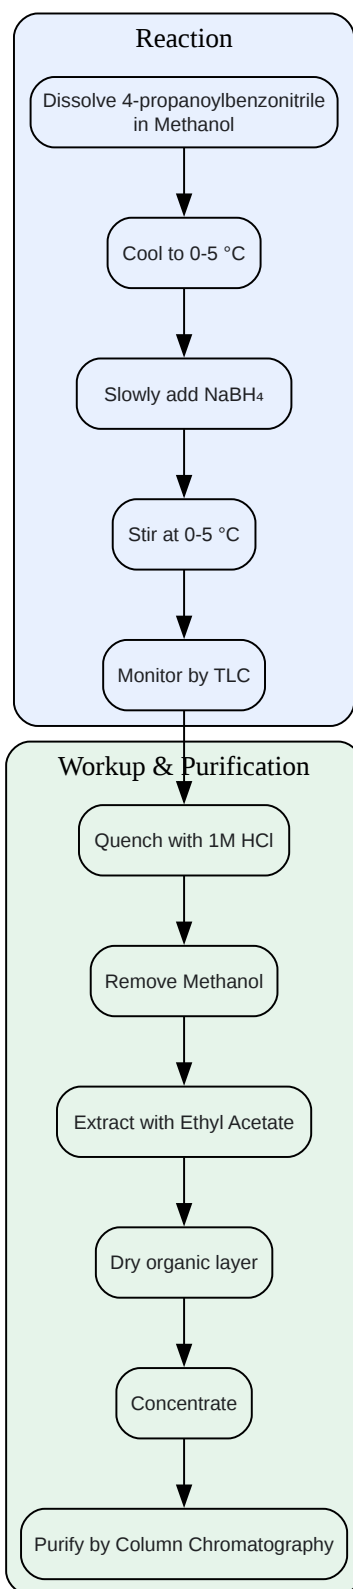 Reaction
Dissolve 4-propanoylbenzonitrile
in Methanol
Cool to 0-5 °C
Slowly add NaBH₄
Stir at 0-5 °C
Monitor by TLC
Workup & Purification
Quench with 1M HCl
Remove Methanol
Extract with Ethyl Acetate
Dry organic layer
Concentrate
Purify by Column Chromatography